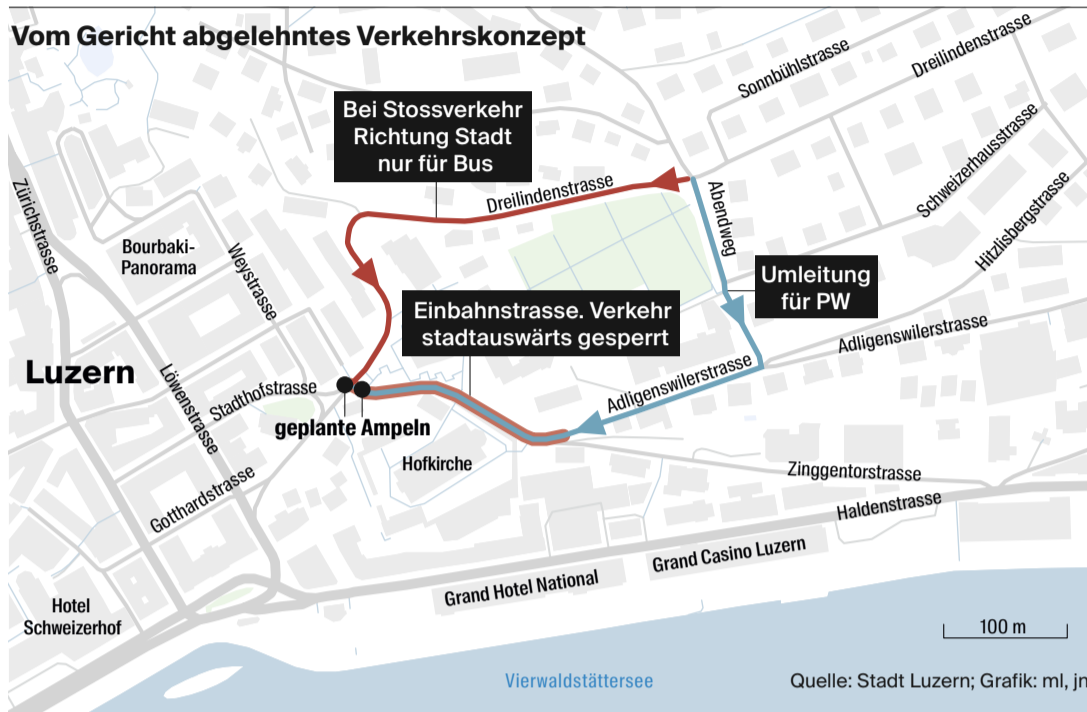 Vom Gericht abgelehntes Verkehrskonzept
Sonnbühlstrasse
Dreilindenstrasse
Bei Stossverkehr
Richtung Stadt
nur für Bus
Schweizerhausstrasse
Dreilindenstrasse
Abendweg
Hitzlisbergstrasse
Zürichstrasse
Bourbaki-
Panorama
Weystrasse
Umleitung
für PW
Einbahnstrasse. Verkehr
stadtauswärts gesperrt
Adligenswilerstrasse
Luzern
Löwenstrasse
Stadthofstrasse
Adligenswilerstrasse
geplante Ampeln
Hofkirche
Zinggentorstrasse
Gotthardstrasse
Haldenstrasse
Grand Casino Luzern
Grand Hotel National
Hotel
Schweizerhof
100 m
Vierwaldstättersee
Quelle: Stadt Luzern; Grafik: ml, jn